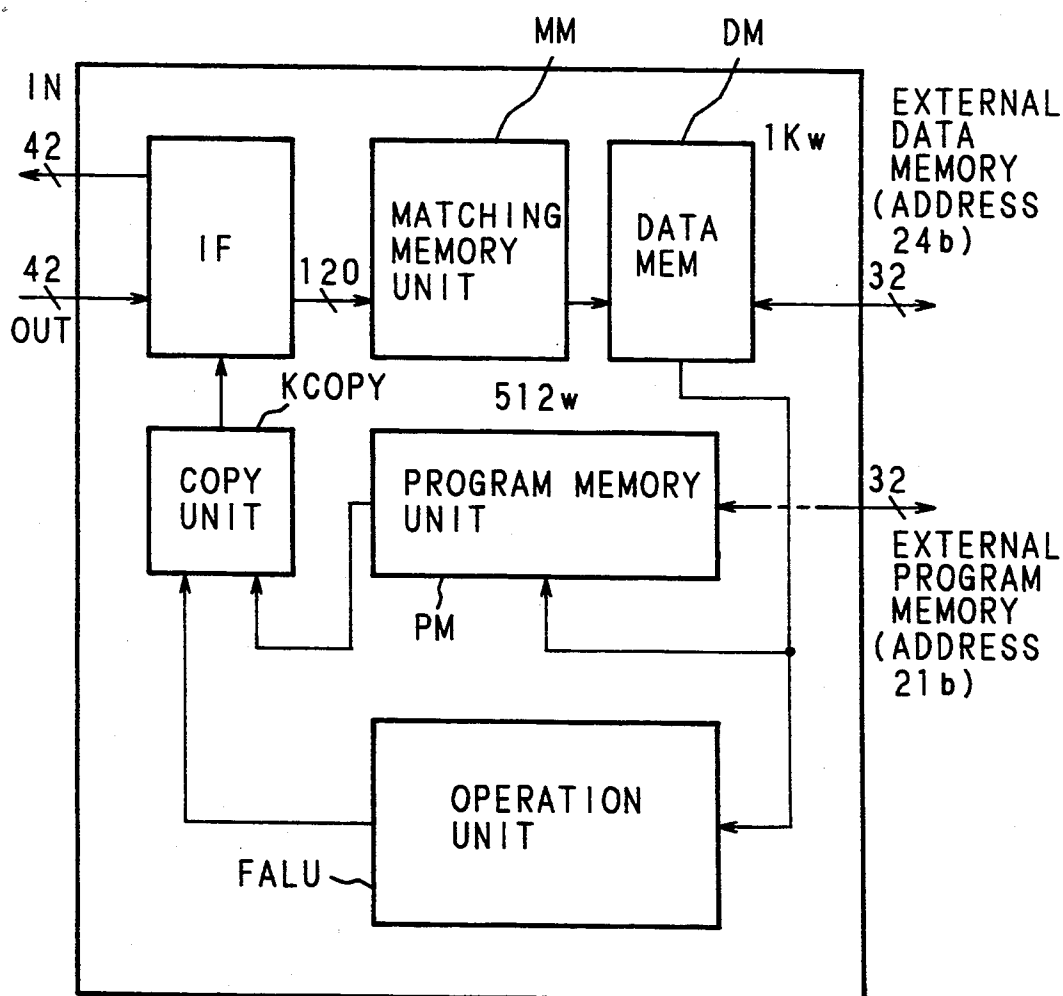 MM
DM
IN
42
IF
42
OUT
120
MATCHING
MEMORY
UNIT
DATA
MEM
1Kw
EXTERNAL
DATA
MEMORY
(ADDRESS
24b)
32
KCOPY
512w
COPY
UNIT
PROGRAM MEMORY
UNIT
PM
32
EXTERNAL
PROGRAM
MEMORY
(ADDRESS
21b)
OPERATION
UNIT
FALU